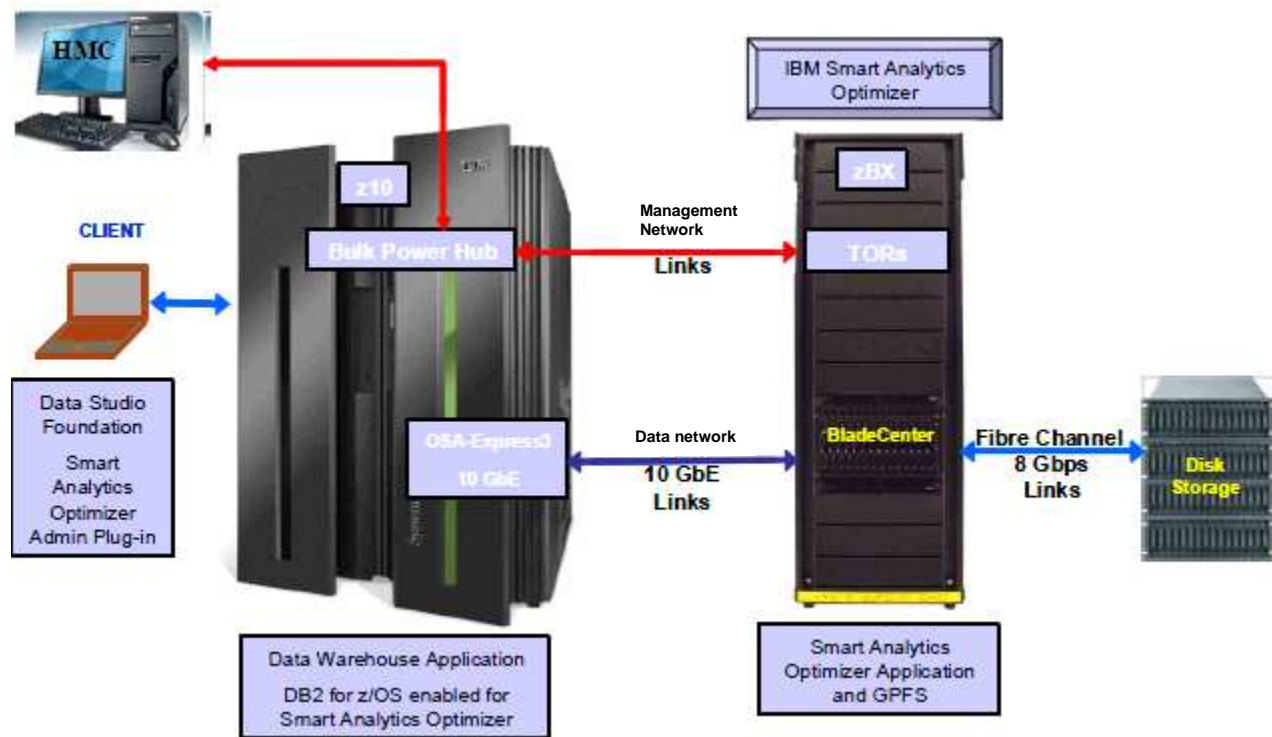 HMC
IBM Smart Analytics
Optimizer
z10
zBX
CLIENT
Bulk Power Hub
Management
Network
Links
TORs
Data Studio
Foundation
Smart
Analytics
Optimizer
Admin Plug-in
OSA-Express3
10 GbE
Data network
10 GbE
Links
BladeCenter
Fibre Channel
8 Gbps
Links
Disk
Storage
Data Warehouse Application
DB2 for z/OS enabled for
Smart Analytics Optimizer
Smart Analytics
Optimizer Application
and GPFS